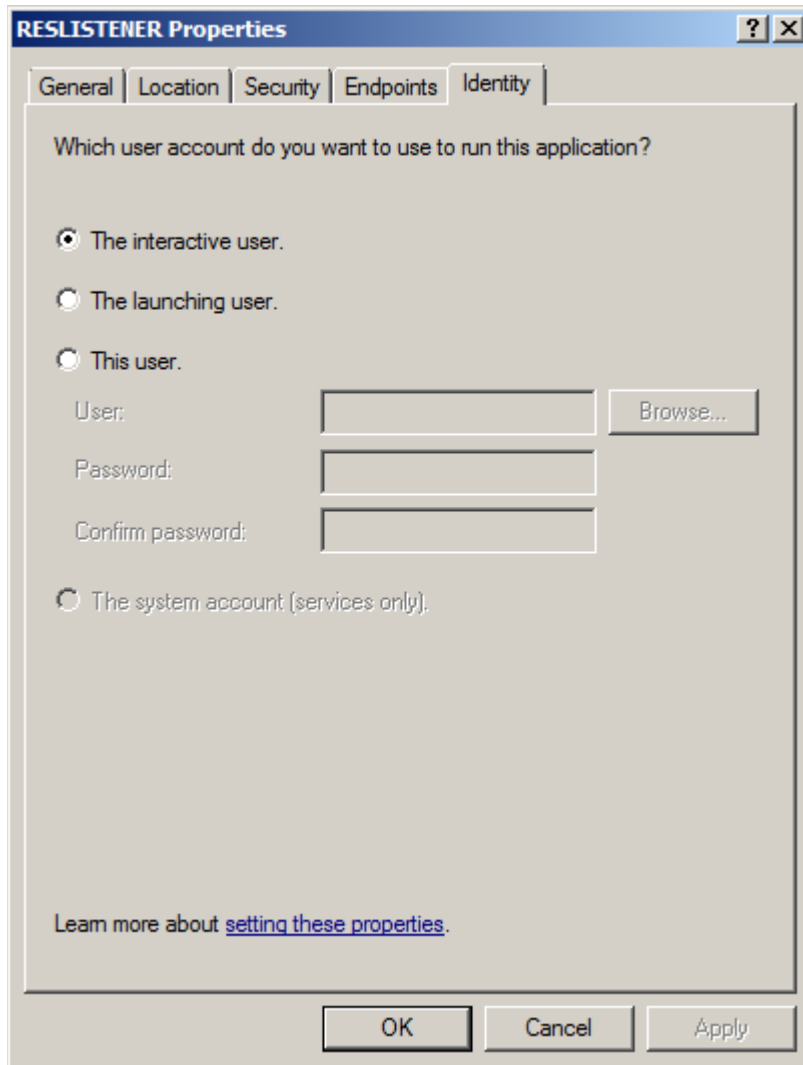 RESLISTENER Properties
General Location Security Endpoints Identity
Which user account do you want to use to run this application?
The interactive user.
The launching user.
This user.
User:
Browse...
Password:
Confirm password:
The system account (services only).
Learn more about setting these properties.
OK Cancel Apply